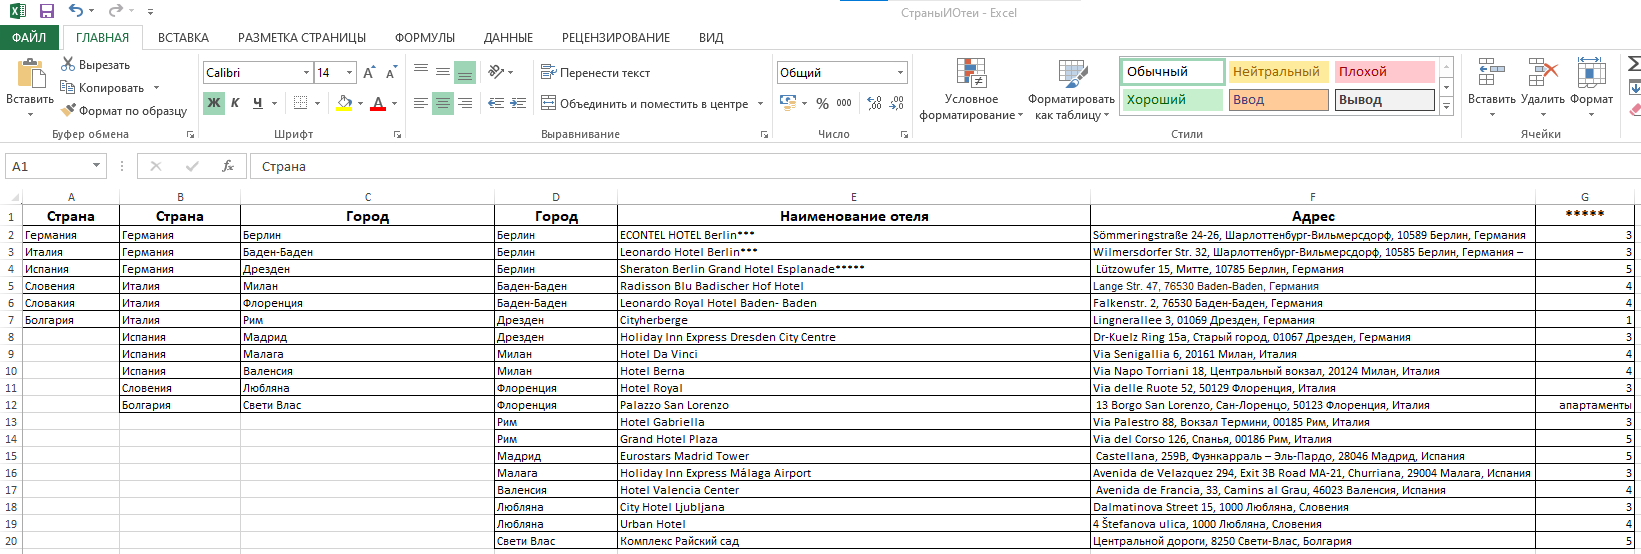 СтраныИОтеи - Excel
ФАЙЛ ГЛАВНАЯ ВСТАВКА РАЗМЕТКА СТРАНИЦЫ ФОРМУЛЫ ДАННЫЕ РЕЦЕНЗИРОВАНИЕ ВИД
Вставить
Вырезать
Копировать
Формат по образцу
Буфер обмена
Calibri 14
Ж К Ч
Шрифт
Перенести текст
Объединить и поместить в центре
Выравнивание
Общий
% 000
Число
Условное форматирование
Форматировать как таблицу
Обычный Нейтральный Плохой
Хороший Ввод Вывод
Стили
Вставить Удалить Формат
Ячейки
A1 fx Страна
A B C D E F G
1 Страна Страна Город Город Наименование отеля Адрес *****
2 Германия Германия Берлин Берлин ECONTEL HOTEL Berlin*** Sömmeringstraße 24-26, Шарлоттенбург-Вильмерсдорф, 10589 Берлин, Германия 3
3 Италия Германия Баден-Баден Берлин Leonardo Hotel Berlin*** Wilmersdorfer Str. 32, Шарлоттенбург-Вильмерсдорф, 10585 Берлин, Германия – 3
4 Испания Германия Дрезден Берлин Sheraton Berlin Grand Hotel Esplanade***** Lützowufer 15, Митте, 10785 Берлин, Германия 5
5 Словения Италия Милан Баден-Баден Radisson Blu Badischer Hof Hotel Lange Str. 47, 76530 Baden-Baden, Германия 4
6 Словакия Италия Флоренция Баден-Баден Leonardo Royal Hotel Baden- Baden Falkenstr. 2, 76530 Баден-Баден, Германия 4
7 Болгария Италия Рим Дрезден Cityherberge Lingnerallee 3, 01069 Дрезден, Германия 1
8 Испания Мадрид Дрезден Holiday Inn Express Dresden City Centre Dr-Kuelz Ring 15a, Старый город, 01067 Дрезден, Германия 3
9 Испания Малага Милан Hotel Da Vinci Via Senigallia 6, 20161 Милан, Италия 4
10 Испания Валенсия Милан Hotel Berna Via Napo Torriani 18, Центральный вокзал, 20124 Милан, Италия 4
11 Словения Любляна Флоренция Hotel Royal Via delle Ruote 52, 50129 Флоренция, Италия 3
12 Болгария Свети Влас Флоренция Palazzo San Lorenzo 13 Borgo San Lorenzo, Сан-Лоренцо, 50123 Флоренция, Италия апартаменты
13 Рим Hotel Gabriella Via Palestro 88, Вокзал Термини, 00185 Рим, Италия 3
14 Рим Grand Hotel Plaza Via del Corso 126, Спанья, 00186 Рим, Италия 5
15 Мадрид Eurostars Madrid Tower Castellana, 259B, Фуэнкарраль – Эль-Пардо, 28046 Мадрид, Испания 5
16 Малага Holiday Inn Express Málaga Airport Avenida de Velazquez 294, Exit 3B Road MA-21, Churriana, 29004 Малага, Испания 3
17 Валенсия Hotel Valencia Center Avenida de Francia, 33, Camins al Grau, 46023 Валенсия, Испания 4
18 Любляна City Hotel Ljubljana Dalmatinova Street 15, 1000 Любляна, Словения 3
19 Любляна Urban Hotel 4 Štefanova ulica, 1000 Любляна, Словения 4
20 Свети Влас Комплекс Райский сад Центральной дороги, 8250 Свети-Влас, Болгария 5